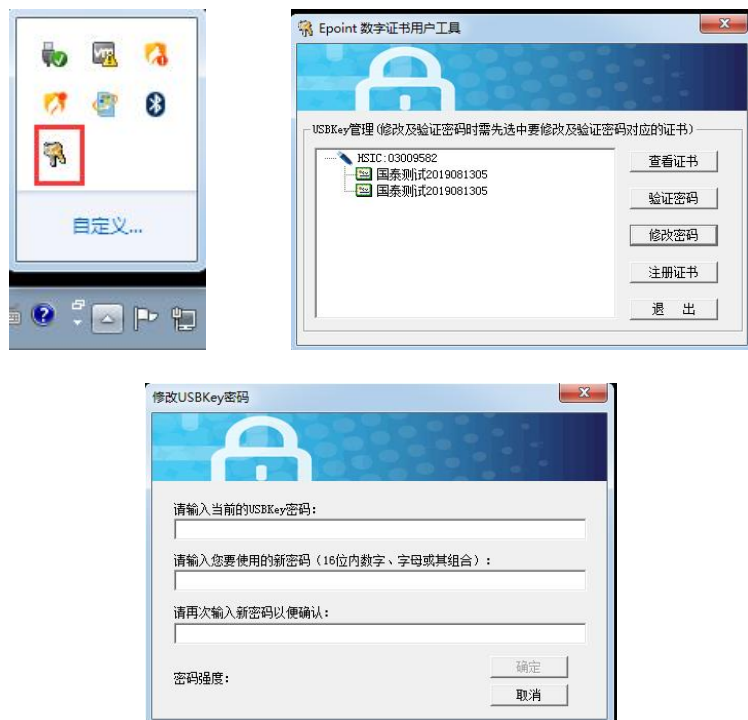 自定义...
Epoint 数字证书用户工具
USBKey管理(修改及验证密码时需先选中要修改及验证密码对应的证书)
HSIC:03009582
国泰测试2019081305
国泰测试2019081305
查看证书
验证密码
修改密码
注册证书
退 出
修改USBKey密码
请输入当前的USBKey密码：
请输入您要使用的新密码（16位内数字、字母或其组合）：
请再次输入新密码以便确认：
密码强度：
确定
取消